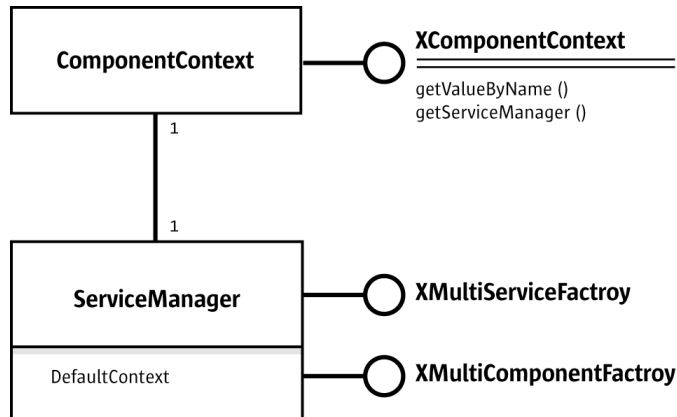 ComponentContext
XComponentContext
getValueByName ()
getServiceManager ()
1
1
ServiceManager
XMultiServiceFactroy
DefaultContext
XMultiComponentFactroy